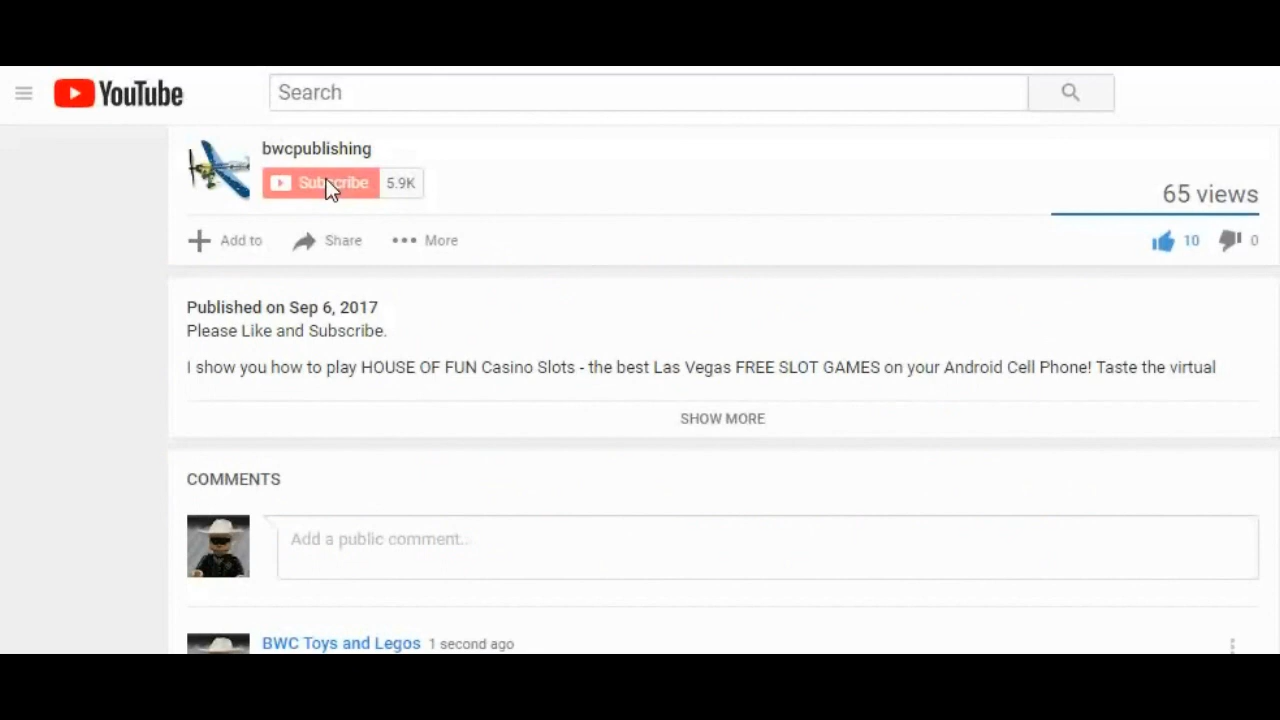 YouTube
Search
bwcpublishing
Subscribe 5.9K
65 views
Add to Share More
10 0
Published on Sep 6, 2017
Please Like and Subscribe.
I show you how to play HOUSE OF FUN Casino Slots - the best Las Vegas FREE SLOT GAMES on your Android Cell Phone! Taste the virtual
SHOW MORE
COMMENTS
Add a public comment..
BWC Toys and Legos 1 second ago